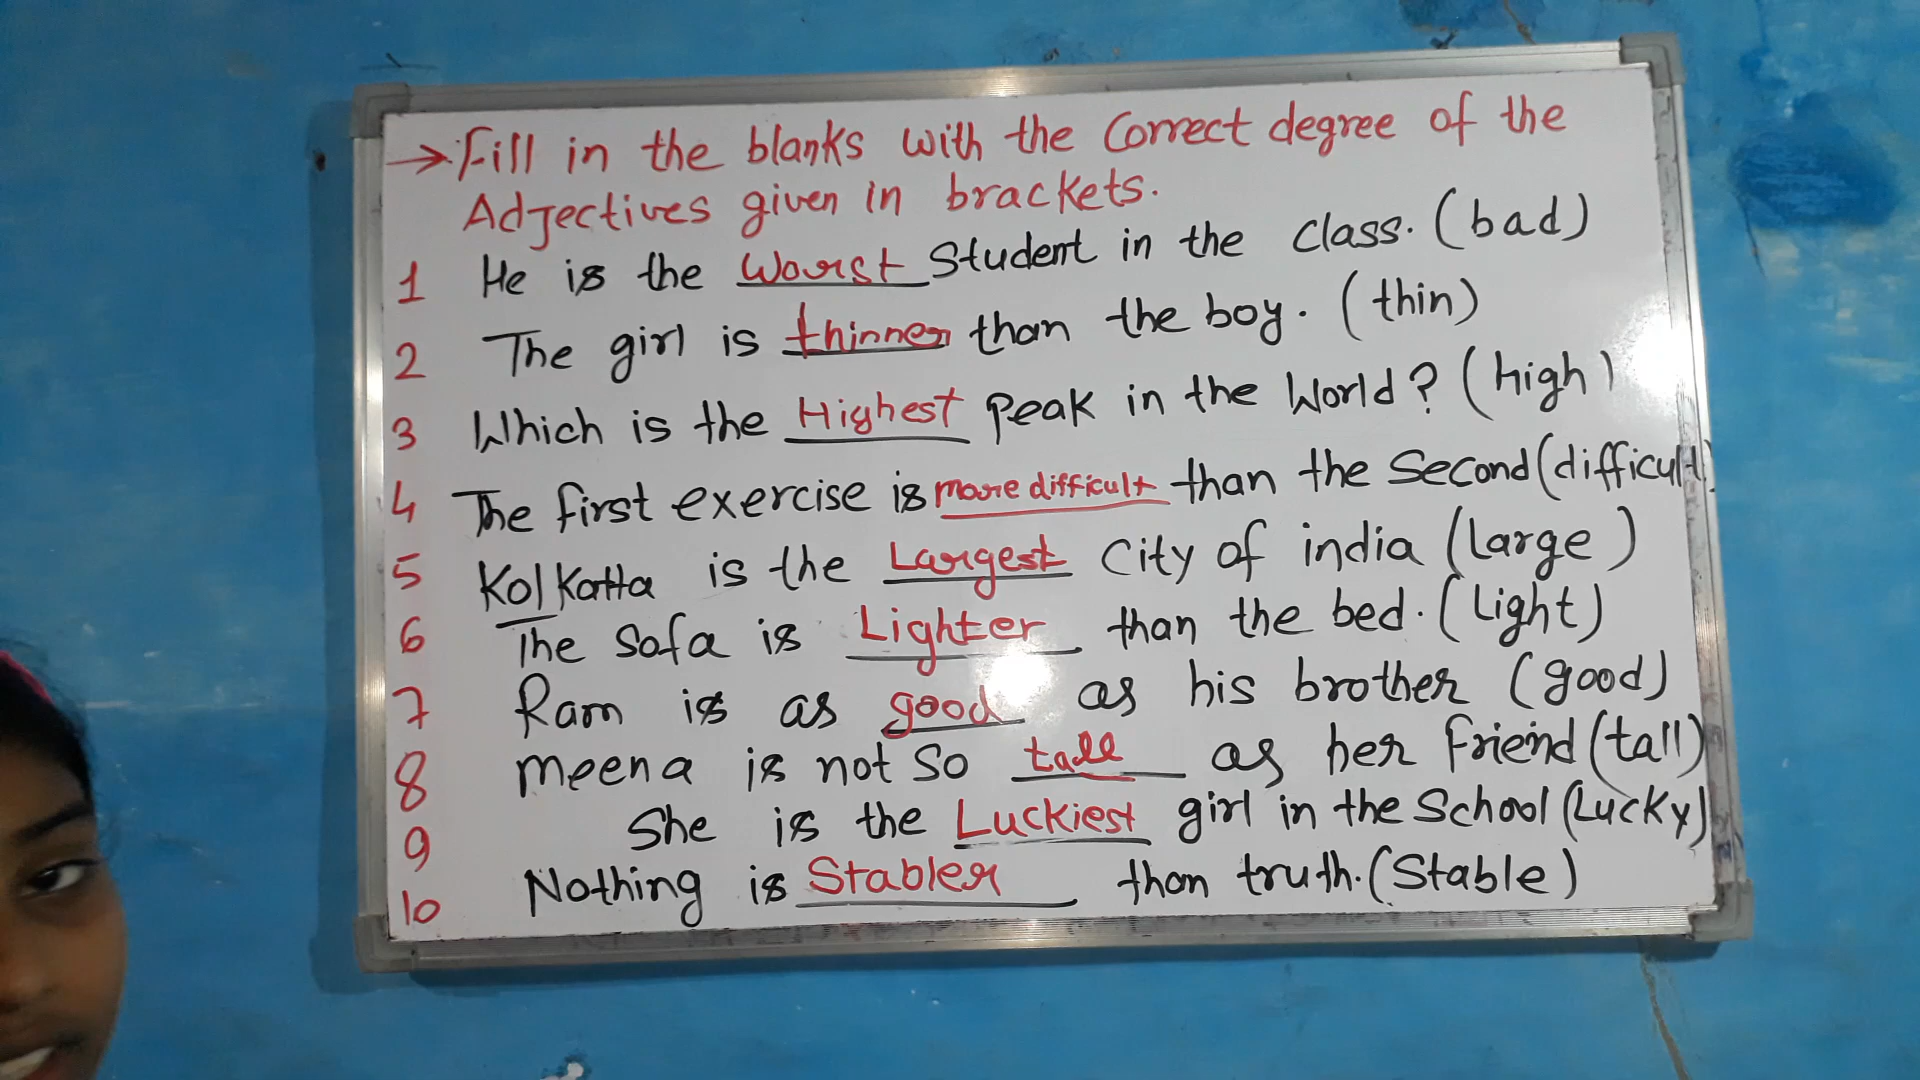 → Fill in the blanks with the Correct degree of the
Adjectives given in brackets.
1 He is the Worst Student in the class. (bad)
2 The girl is thinner than the boy. (thin)
3 Which is the Highest peak in the World? (high)
4 The first exercise is more difficult than the Second (difficult)
5 Kolkatta is the Largest City of india (large)
6 The Sofa is Lighter than the bed. (Light)
7 Ram is as good as his brother (good)
8 meena is not So tall as her friend (tall)
9 She is the Luckiest girl in the School (Lucky)
10 Nothing is Stabler than truth. (Stable)